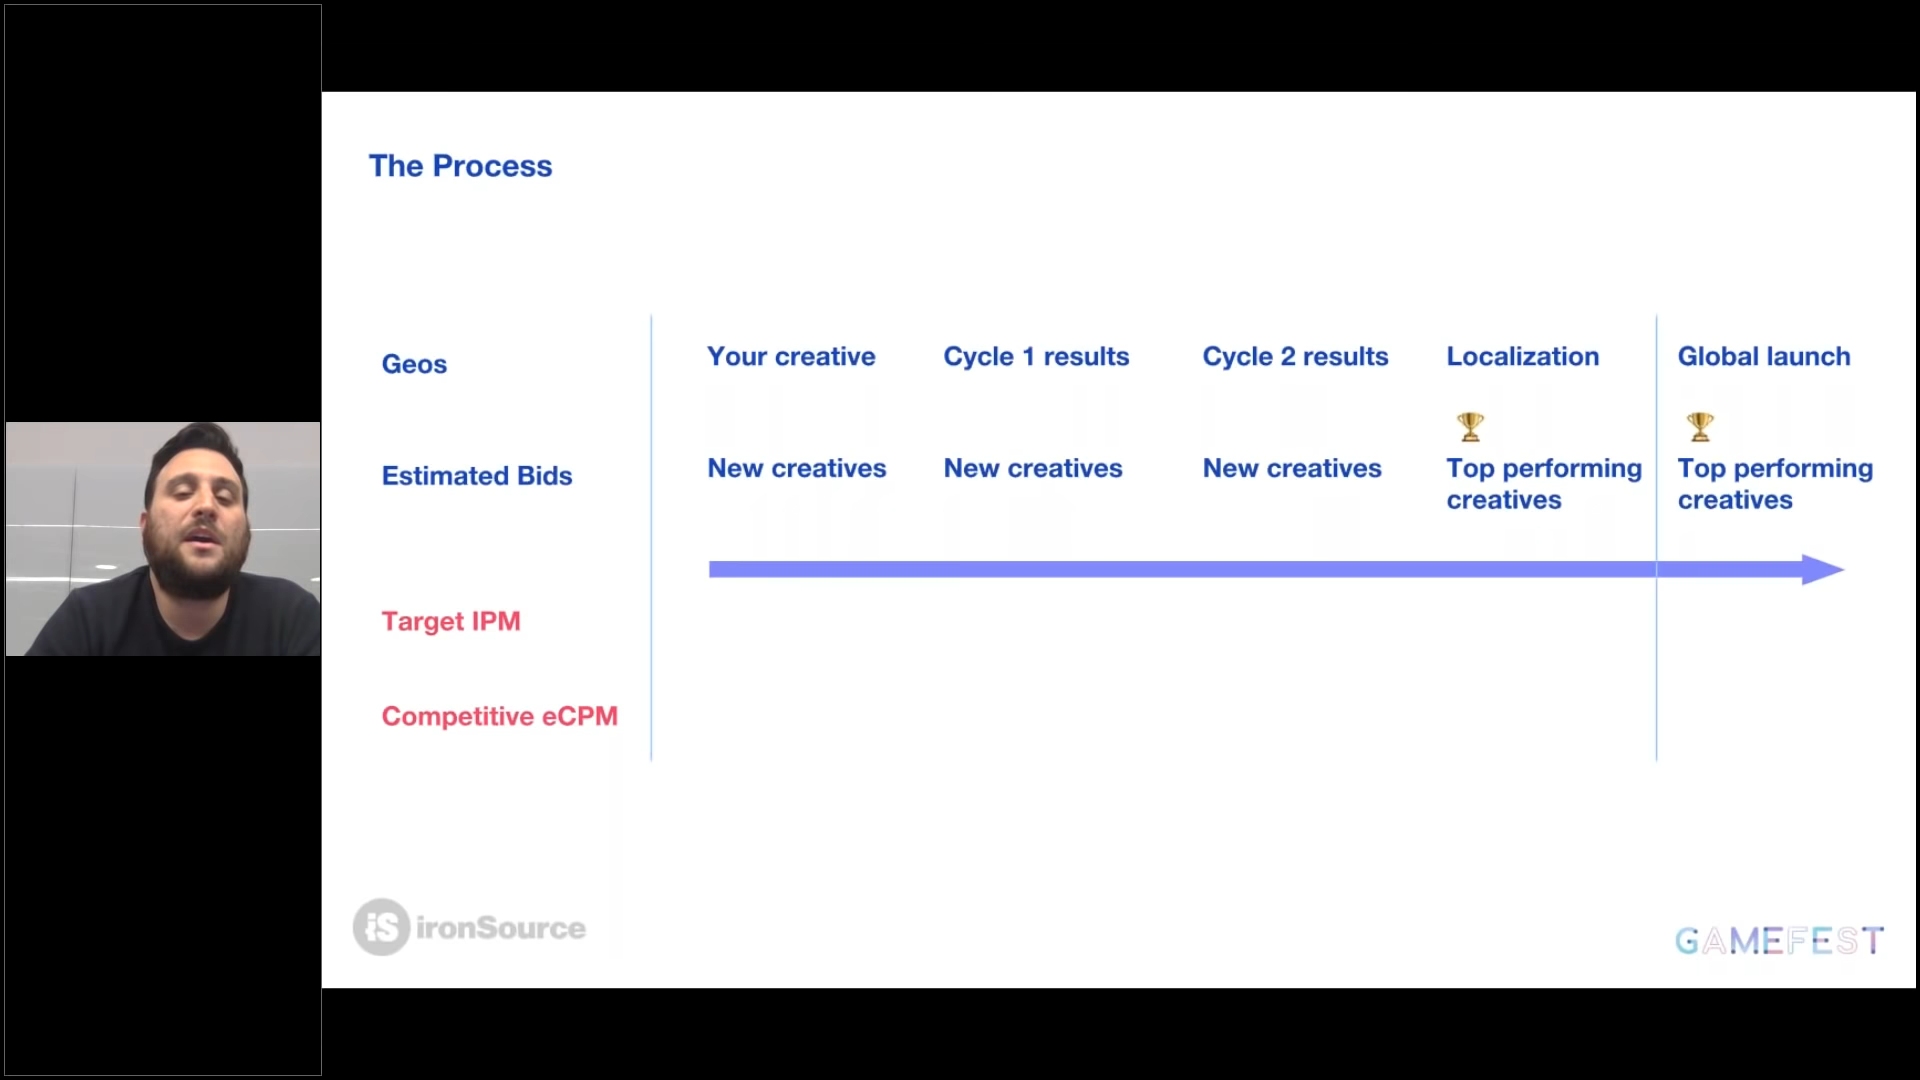 The Process
Geos
Estimated Bids
Target IPM
Competitive eCPM
Your creative
New creatives
Cycle 1 results
New creatives
Cycle 2 results
New creatives
Localization
Top performing
creatives
Global launch
Top performing
creatives
iS ironSource
GAMEFEST